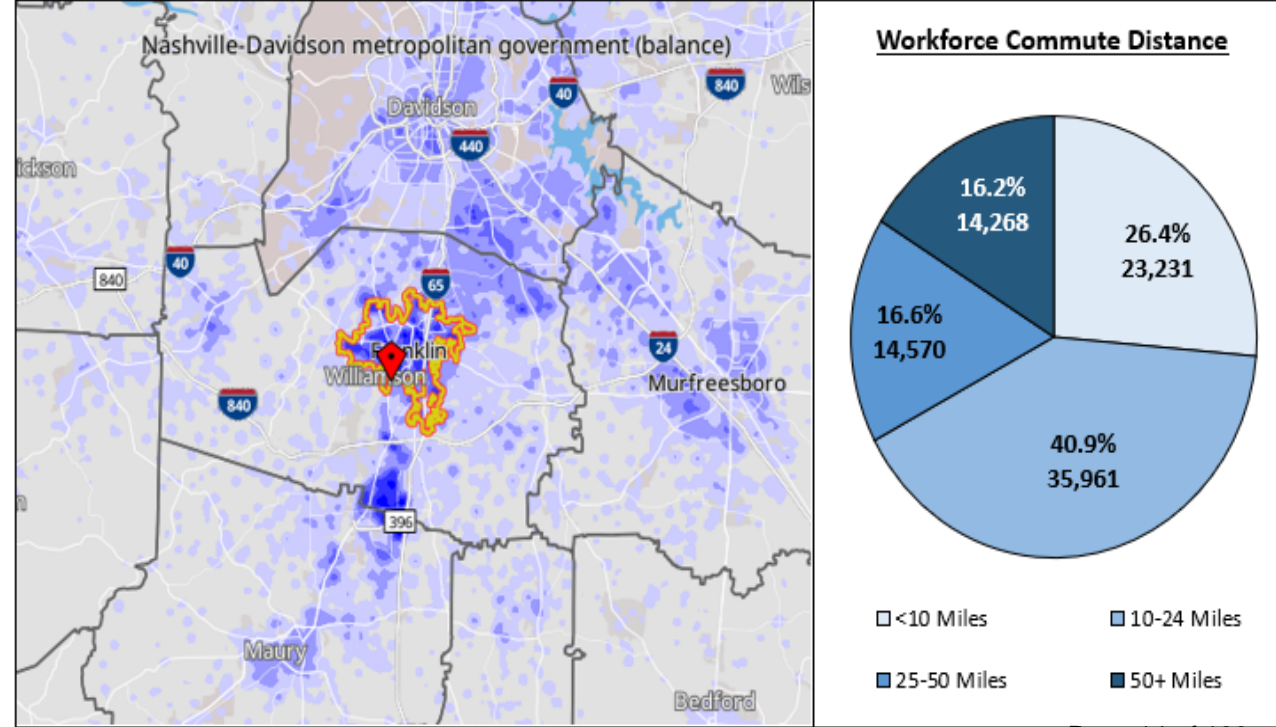 Nashville-Davidson metropolitan government (balance)
Wils
Davidson
40
840
440
ickson
40
840
65
Franklin
Williamson
24
Murfreesboro
840
396
Maury
Bedford
Workforce Commute Distance
16.2%
14,268
26.4%
23,231
16.6%
14,570
40.9%
35,961
<10 Miles
10-24 Miles
25-50 Miles
50+ Miles